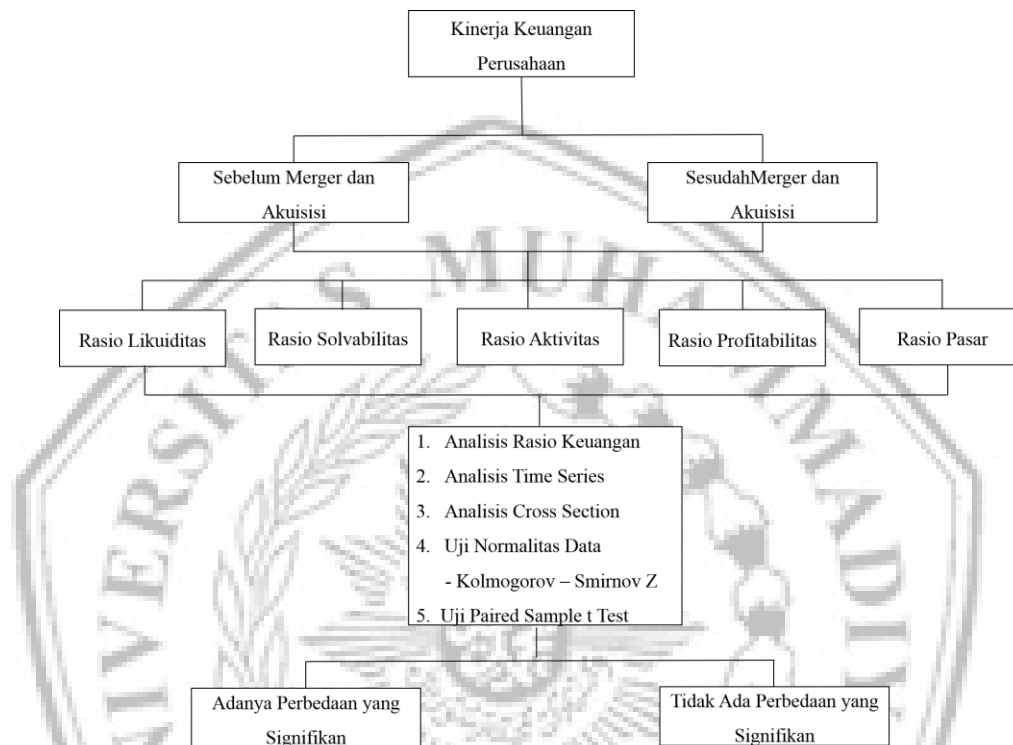 Kinerja Keuangan
Perusahaan
Sebelum Merger dan
Akuisisi
SesudahMerger dan
Akuisisi
Rasio Likuiditas
Rasio Solvabilitas
Rasio Aktivitas
Rasio Profitabilitas
Rasio Pasar
1. Analisis Rasio Keuangan
2. Analisis Time Series
3. Analisis Cross Section
4. Uji Normalitas Data
- Kolmogorov – Smirnov Z
5. Uji Paired Sample t Test
Adanya Perbedaan yang
Signifikan
Tidak Ada Perbedaan yang
Signifikan